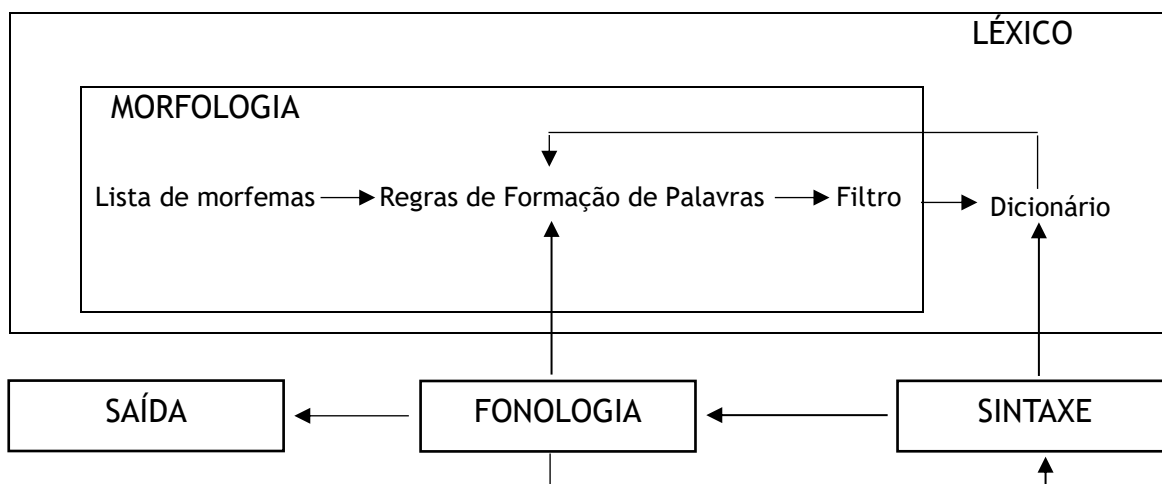 LÉXICO
MORFOLOGIA
Lista de morfemas Regras de Formação de Palavras Filtro Dicionário
SAÍDA FONOLOGIA SINTAXE